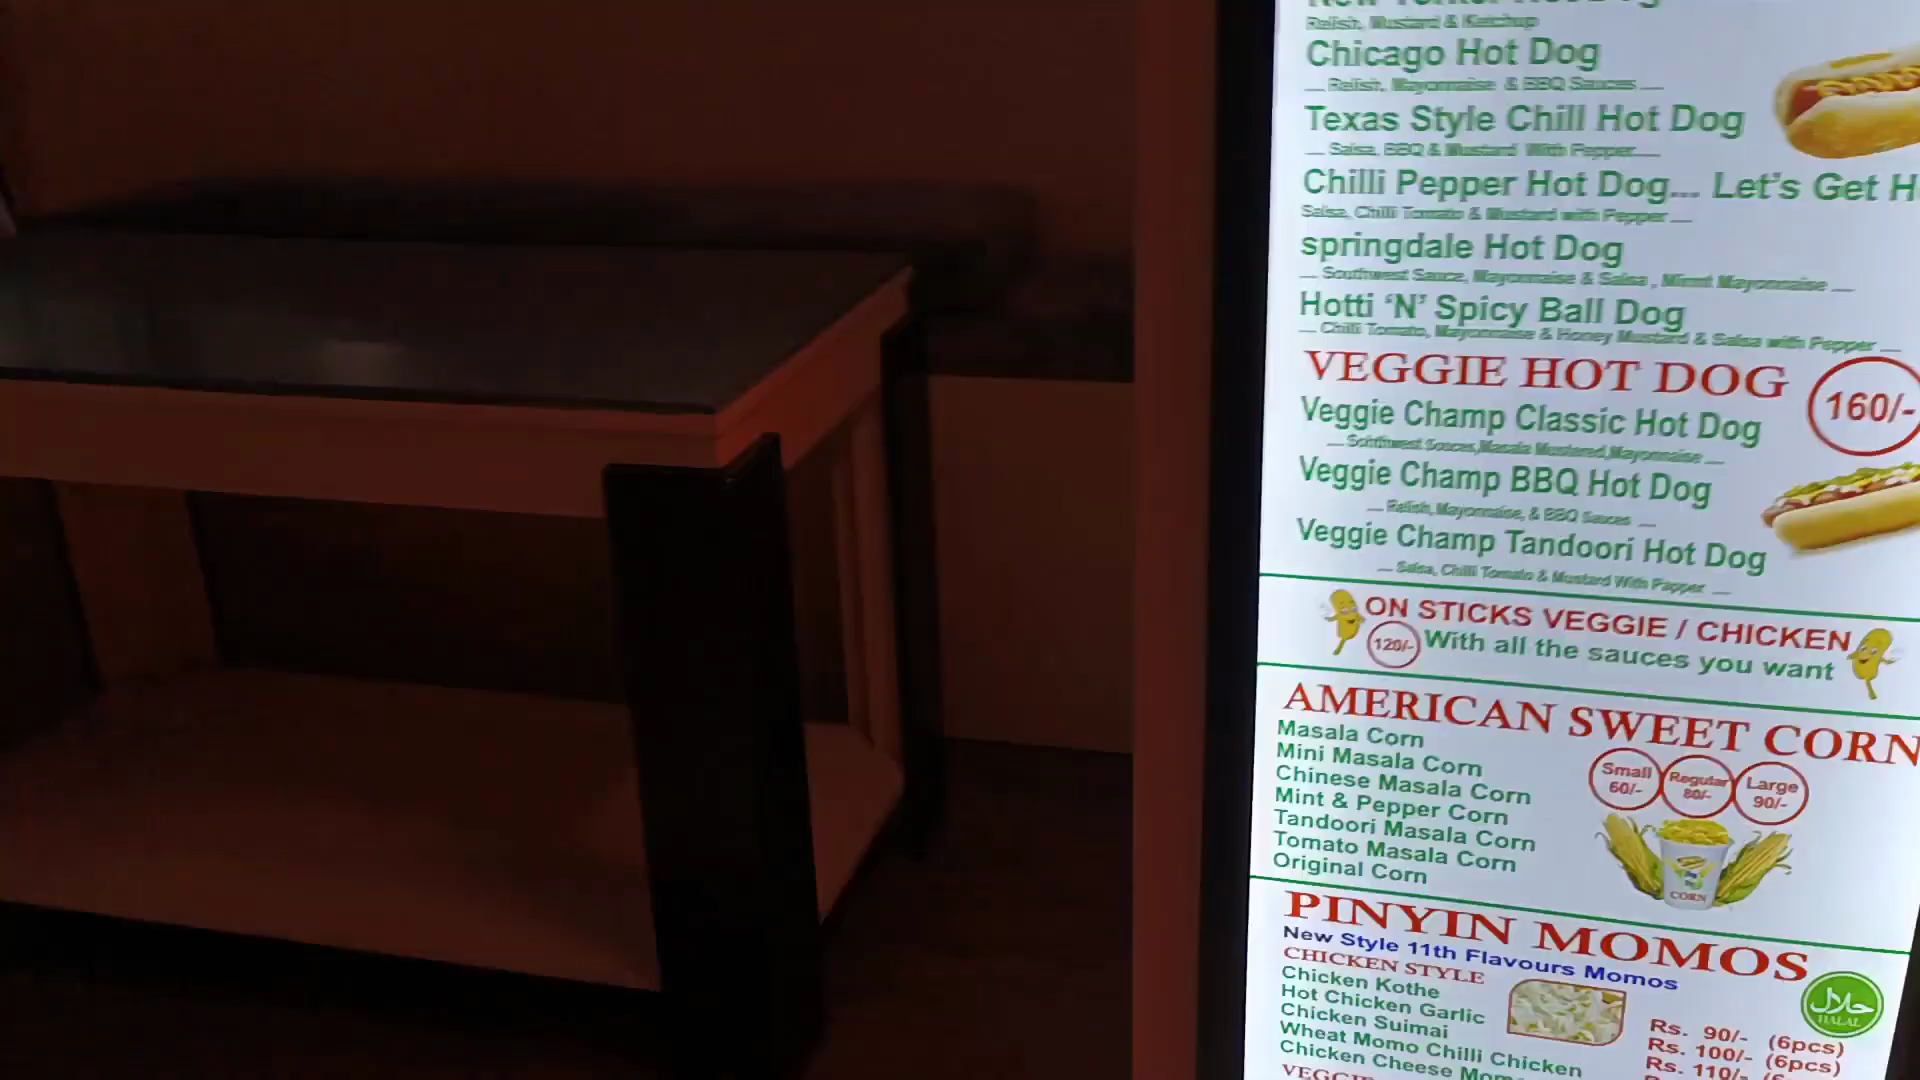 Relish, Mustard & Ketchup
Chicago Hot Dog
.... Relish, Mayonnaise & BBQ Sauces ....
Texas Style Chill Hot Dog
.... Salsa, BBQ & Mustard With Pepper.....
Chilli Pepper Hot Dog... Let's Get H
Salsa, Chilli Tomato & Mustard with Pepper ....
springdale Hot Dog
.... Southwest Sauce, Mayonnaise & Salsa , Minnt Mayonnaise ....
Hotti 'N' Spicy Ball Dog
.... Chilli Tomato, Mayonnaise & Honey Mustard & Salsa with Pepper ....
VEGGIE HOT DOG 160/-
Veggie Champ Classic Hot Dog
.... Southwest Sauces,Masala Mustered,Mayonnaise ....
Veggie Champ BBQ Hot Dog
.... Relish, Mayonnaise, & BBQ Sauces ....
Veggie Champ Tandoori Hot Dog
.... Salsa, Chilli Tomato & Mustard With Papper ....
ON STICKS VEGGIE / CHICKEN
120/- With all the sauces you want
AMERICAN SWEET CORN
Masala Corn
Mini Masala Corn
Chinese Masala Corn
Mint & Pepper Corn
Tandoori Masala Corn
Tomato Masala Corn
Original Corn
Small 60/-
Regular 80/-
Large 90/-
CORN
PINYIN MOMOS
New Style 11th Flavours Momos
CHICKEN STYLE
Chicken Kothe
Hot Chicken Garlic
Chicken Suimai
Wheat Momo Chilli Chicken
Chicken Cheese
Rs. 90/- (6pcs)
Rs. 100/- (6pcs)
Rs. 110/-
حلال
HALAL